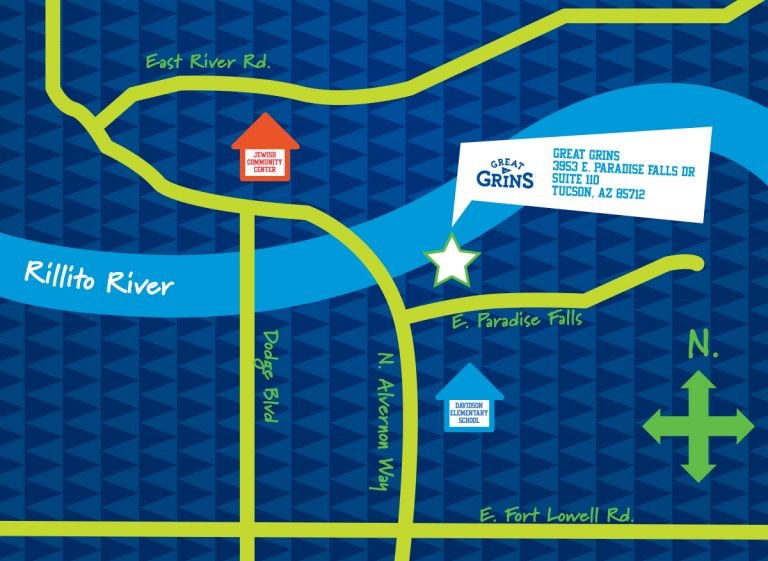 East River Rd.
JEWISH
COMMUNITY
CENTER
GREAT
GRINS
GREAT GRINS
3953 E. PARADISE FALLS DR
SUITE 110
TUCSON, AZ 85712
Rillito River
E. Paradise Falls
Dodge Blvd
N. Alvernon Way
N.
DAVIDSON
ELEMENTARY
SCHOOL
E. Fort Lowell Rd.